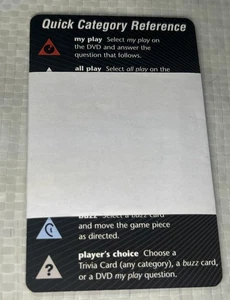 Quick Category Reference
my play Select my play on
the DVD and answer the
question that follows.
all play Select all play on the
buzz Select a buzz card
and move the game piece
as directed.
player's choice Choose a
Trivia Card (any category), a buzz card,
or a DVD my play question.
?